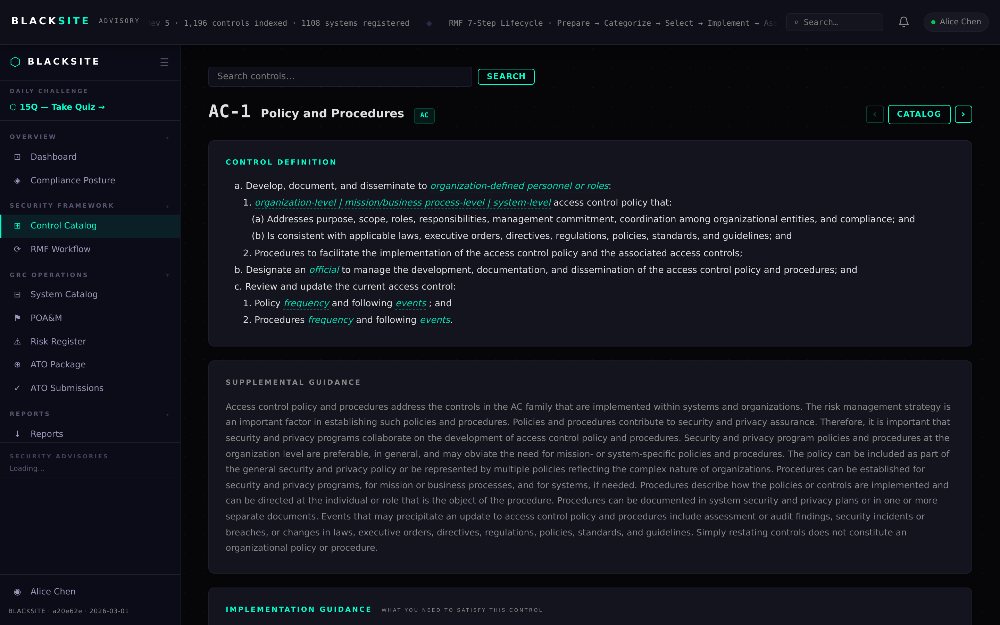 BLACKSITE ADVISORY
Rev 5 · 1,196 controls indexed · 1108 systems registered ◆ RMF 7-Step Lifecycle · Prepare → Categorize → Select → Implement →
Search…
Alice Chen
BLACKSITE
DAILY CHALLENGE
15Q — Take Quiz →
OVERVIEW
Dashboard
Compliance Posture
SECURITY FRAMEWORK
Control Catalog
RMF Workflow
GRC OPERATIONS
System Catalog
POA&M
Risk Register
ATO Package
ATO Submissions
REPORTS
Reports
SECURITY ADVISORIES
Loading…
Alice Chen
BLACKSITE · a20e62e · 2026-03-01
Search controls…
SEARCH
AC-1 Policy and Procedures AC
‹ CATALOG ›
CONTROL DEFINITION
a. Develop, document, and disseminate to organization-defined personnel or roles:
1. organization-level | mission/business process-level | system-level access control policy that:
(a) Addresses purpose, scope, roles, responsibilities, management commitment, coordination among organizational entities, and compliance; and
(b) Is consistent with applicable laws, executive orders, directives, regulations, policies, standards, and guidelines; and
2. Procedures to facilitate the implementation of the access control policy and the associated access controls;
b. Designate an official to manage the development, documentation, and dissemination of the access control policy and procedures; and
c. Review and update the current access control:
1. Policy frequency and following events ; and
2. Procedures frequency and following events.
SUPPLEMENTAL GUIDANCE
Access control policy and procedures address the controls in the AC family that are implemented within systems and organizations. The risk management strategy is
an important factor in establishing such policies and procedures. Policies and procedures contribute to security and privacy assurance. Therefore, it is important that
security and privacy programs collaborate on the development of access control policy and procedures. Security and privacy program policies and procedures at the
organization level are preferable, in general, and may obviate the need for mission- or system-specific policies and procedures. The policy can be included as part of
the general security and privacy policy or be represented by multiple policies reflecting the complex nature of organizations. Procedures can be established for
security and privacy programs, for mission or business processes, and for systems, if needed. Procedures describe how the policies or controls are implemented and
can be directed at the individual or role that is the object of the procedure. Procedures can be documented in system security and privacy plans or in one or more
separate documents. Events that may precipitate an update to access control policy and procedures include assessment or audit findings, security incidents or
breaches, or changes in laws, executive orders, directives, regulations, policies, standards, and guidelines. Simply restating controls does not constitute an
organizational policy or procedure.
IMPLEMENTATION GUIDANCE WHAT YOU NEED TO SATISFY THIS CONTROL